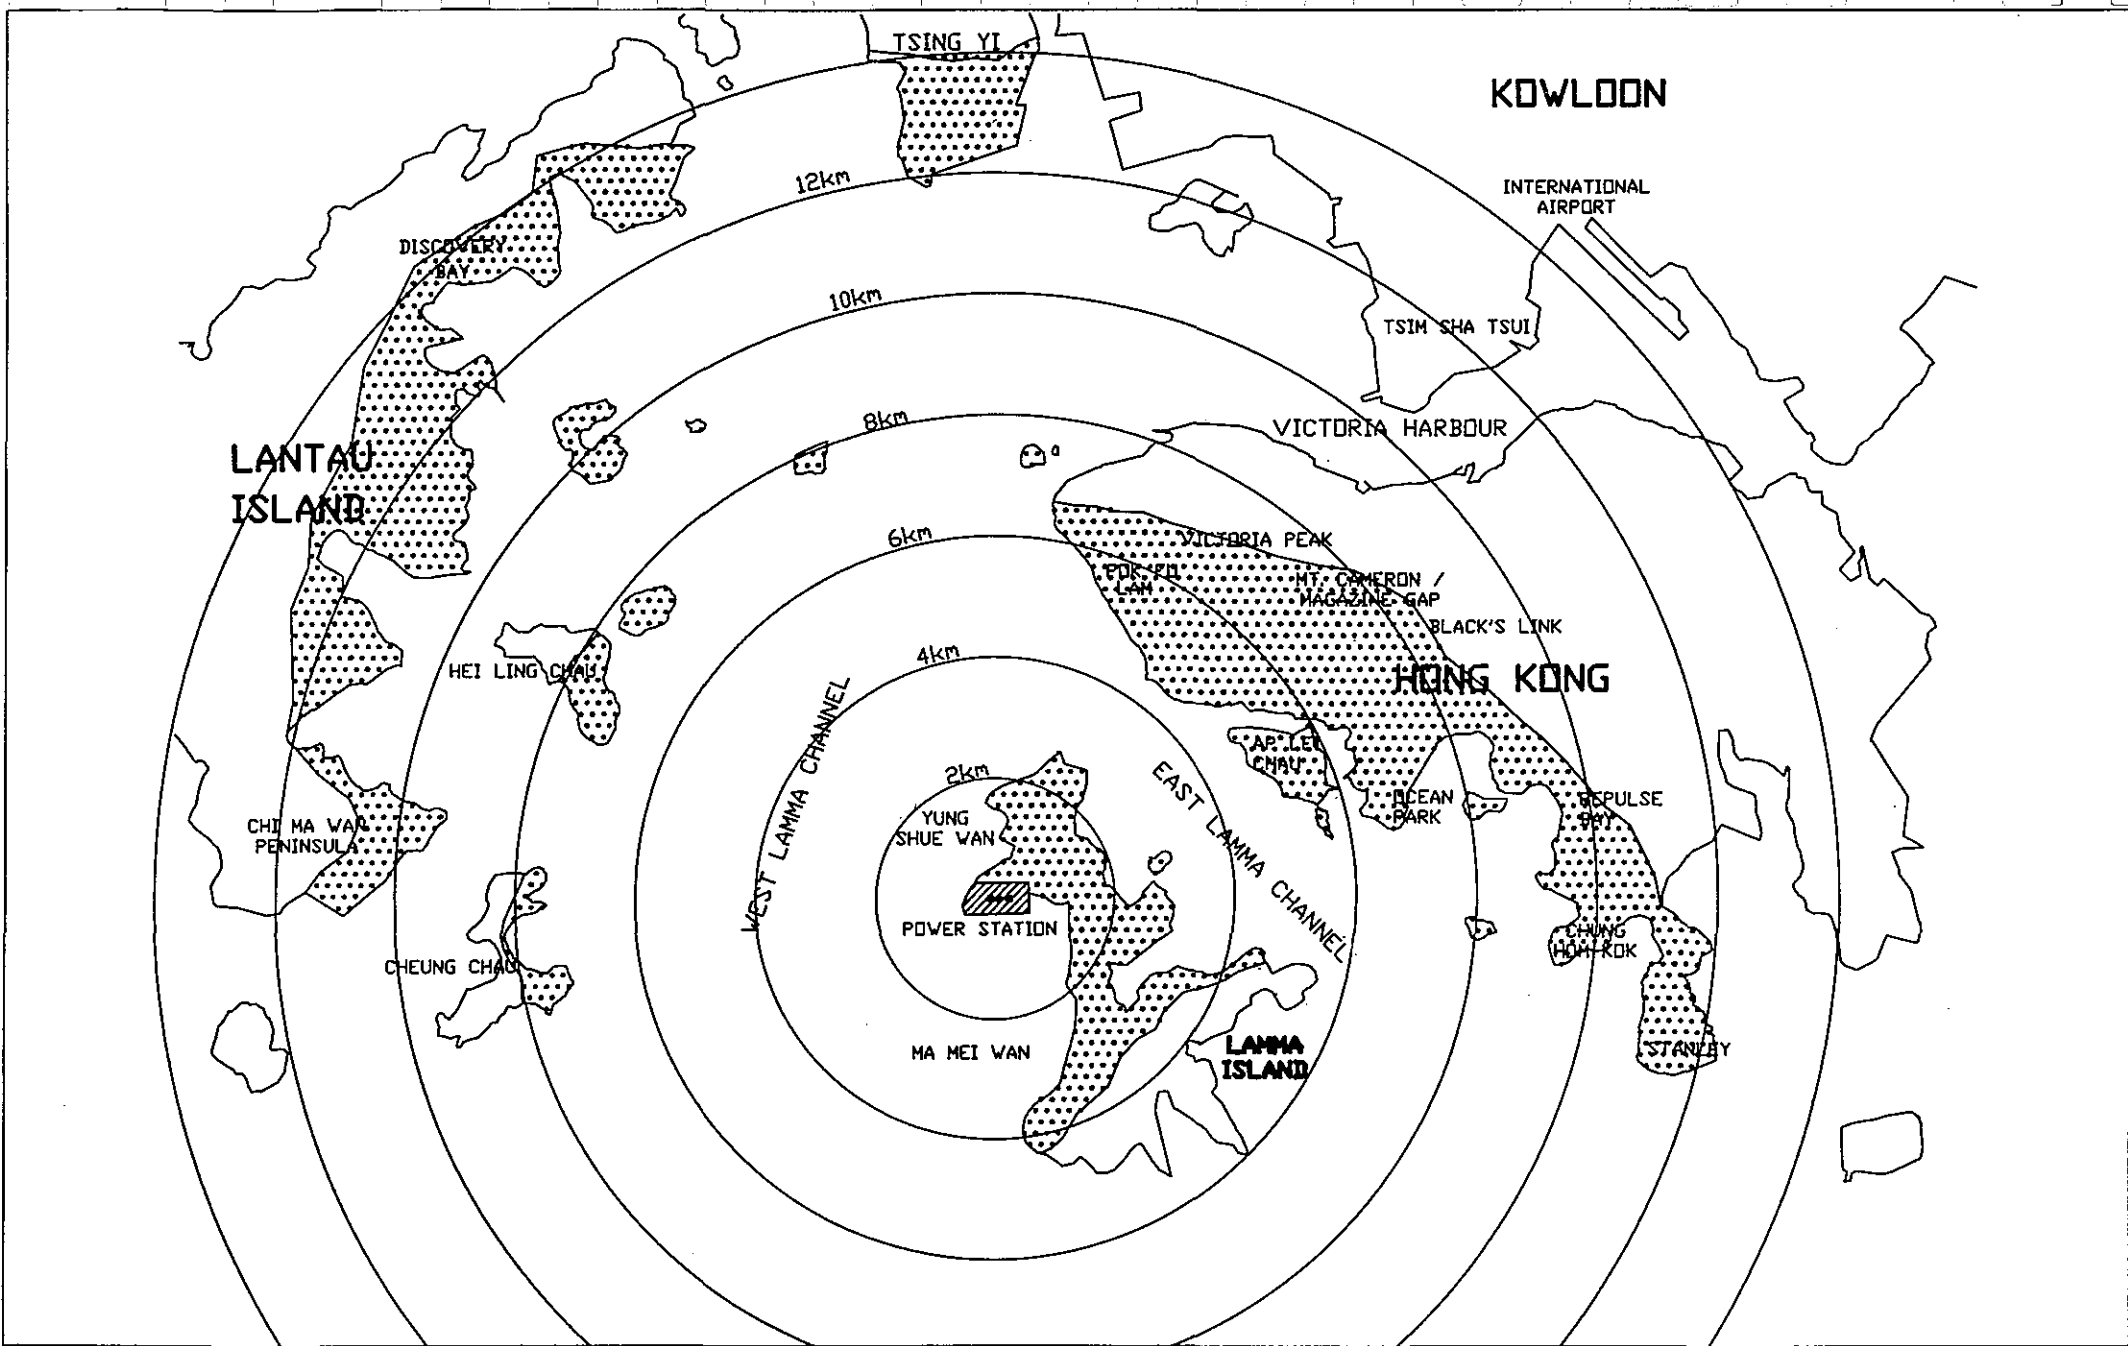 TSING YI
KOWLOON
12km
INTERNATIONAL
AIRPORT
DISCOVERY
BAY
10km
TSIM SHA TSUI
8km
VICTORIA HARBOUR
LANTAU
ISLAND
6km
VICTORIA PEAK
POK FU
LAM
MT. CAMERON /
MAGAZINE GAP
BLACK'S LINK
4km
HEI LING CHAU
HONG KONG
WEST LAMMA CHANNEL
AP LEI
CHAU
EAST LAMMA CHANNEL
2km
OCEAN
PARK
REPULSE
BAY
YUNG
SHUE WAN
CHI MA WAN
PENINSULA
POWER STATION
CHUNG
HOM KOK
CHEUNG CHAU
MA MEI WAN
LAMMA
ISLAND
STANLEY